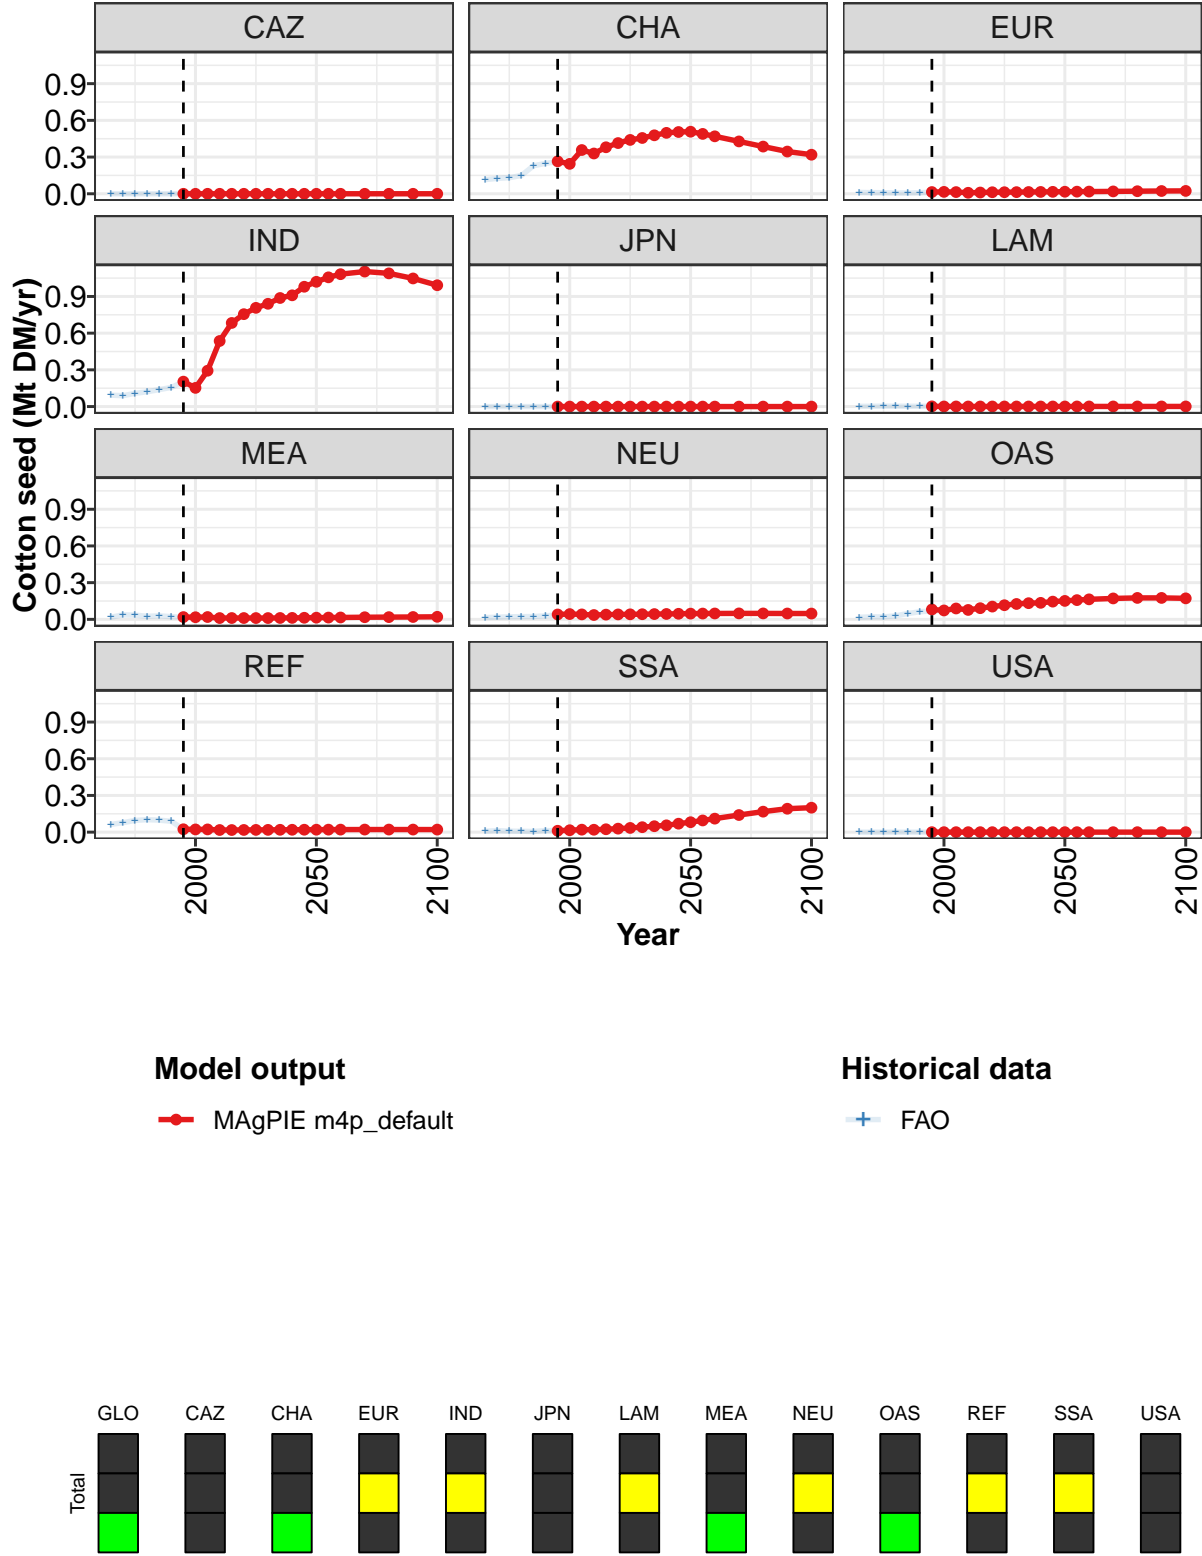 CAZ CHA EUR
0.9
0.6
0.3
0.0
IND JPN LAM
0.9
0.6
0.3
0.0
MEA NEU OAS
0.9
0.6
0.3
0.0
REF SSA USA
0.9
0.6
0.3
0.0
Cotton seed (Mt DM/yr)
2000 2050 2100 2000 2050 2100 2000 2050 2100
Year
Model output Historical data
MAgPIE m4p_default FAO
GLO CAZ CHA EUR IND JPN LAM MEA NEU OAS REF SSA USA
Total